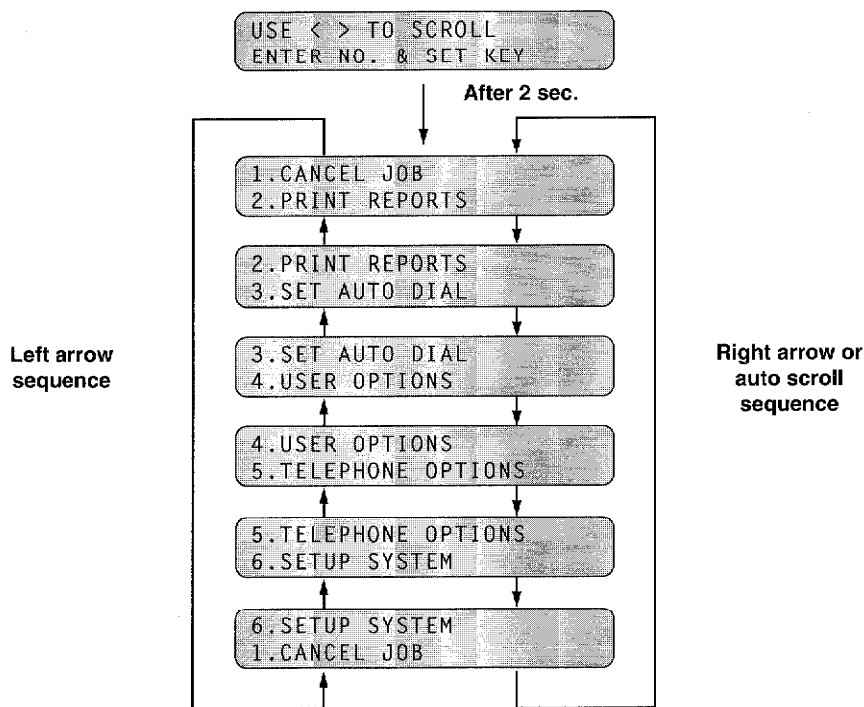 USE < > TO SCROLL
ENTER NO. & SET KEY
After 2 sec.
1.CANCEL JOB
2.PRINT REPORTS
2.PRINT REPORTS
3.SET AUTO DIAL
Left arrow
sequence
3.SET AUTO DIAL
4.USER OPTIONS
Right arrow or
auto scroll
sequence
4.USER OPTIONS
5.TELEPHONE OPTIONS
5.TELEPHONE OPTIONS
6.SETUP SYSTEM
6.SETUP SYSTEM
1.CANCEL JOB